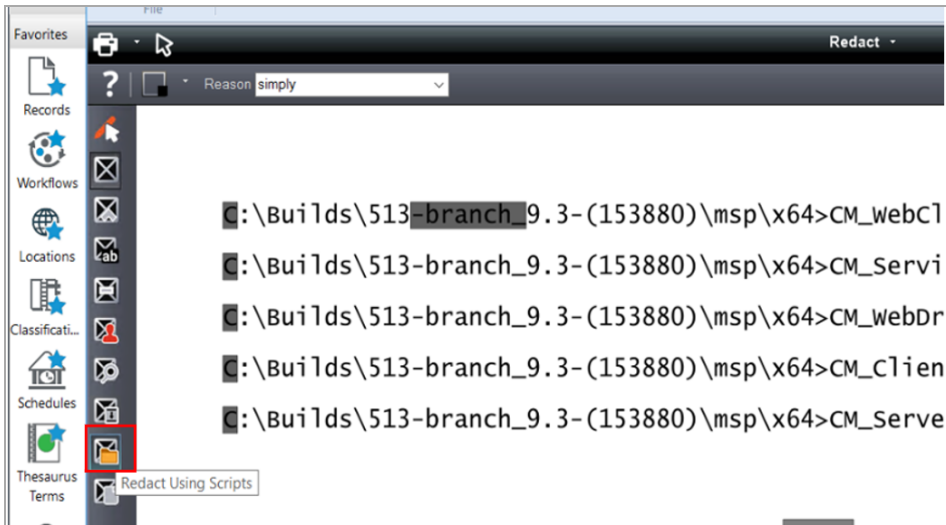 File
Favorites
Redact
Reason simply
Records
Workflows
ab
C:\Builds\513-branch_9.3-(153880)\msp\x64>CM_WebCl
Locations
C:\Builds\513-branch_9.3-(153880)\msp\x64>CM_Servi
Classificati...
C:\Builds\513-branch_9.3-(153880)\msp\x64>CM_WebDr
C:\Builds\513-branch_9.3-(153880)\msp\x64>CM_Clien
Schedules
C:\Builds\513-branch_9.3-(153880)\msp\x64>CM_Serve
Thesaurus
Terms
Redact Using Scripts